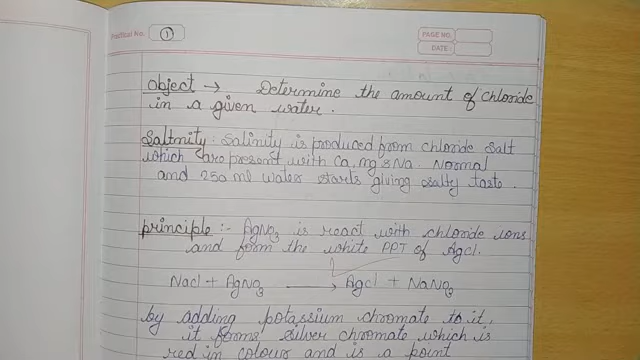 Practical No. 1
PAGE NO.
DATE:
Object → Determine the amount of chloride
in a given water.
Saltnity : Salinity is produced from chloride salt
which are present with Ca, mg & Na. Normal
and 250 ml water starts giving salty taste.
principle :- AgNO3 is react with chloride ions
and form the white PPT of Agcl.
Nacl + AgNO3 → Agcl + NaNO3
by adding potassium chromate to it,
it forms silver chromate which is
red in colour and is a point